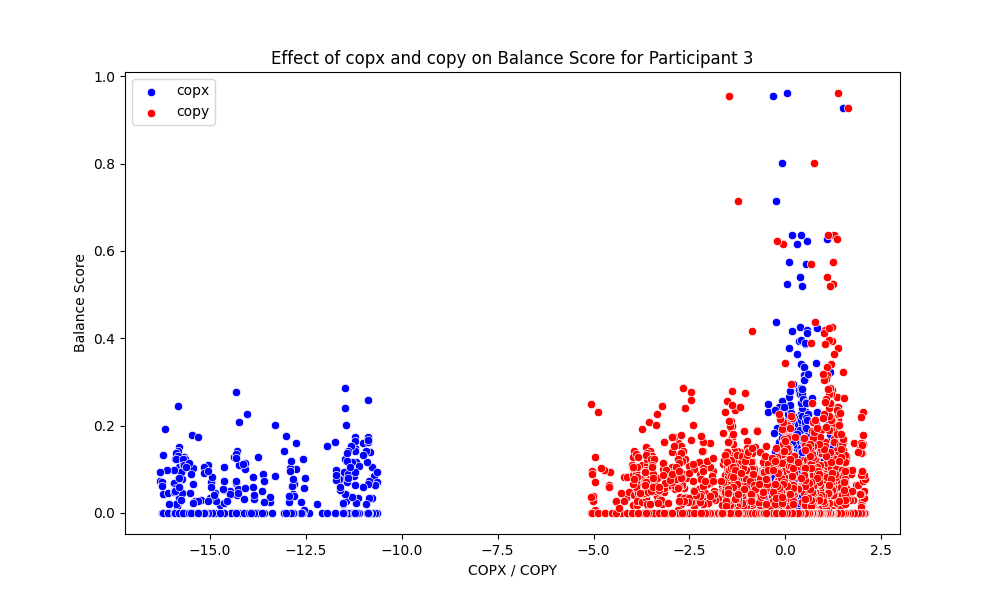 Effect of copx and copy on Balance Score for Participant 3
copx
copy
Balance Score
1.0
0.8
0.6
0.4
0.2
0.0
−15.0 −12.5 −10.0 −7.5 −5.0 −2.5 0.0 2.5
COPX / COPY